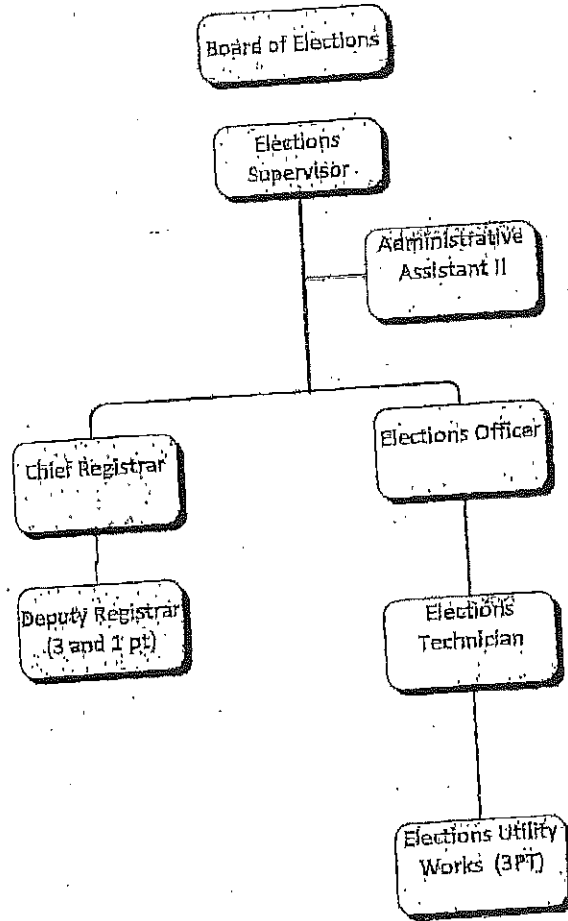 Board of Elections
Elections
Supervisor
Administrative
Assistant II
Chief Registrar
Elections Officer
Deputy Registrar
(3 and 1 pt)
Elections
Technician
Elections Utility
Works (3PT)